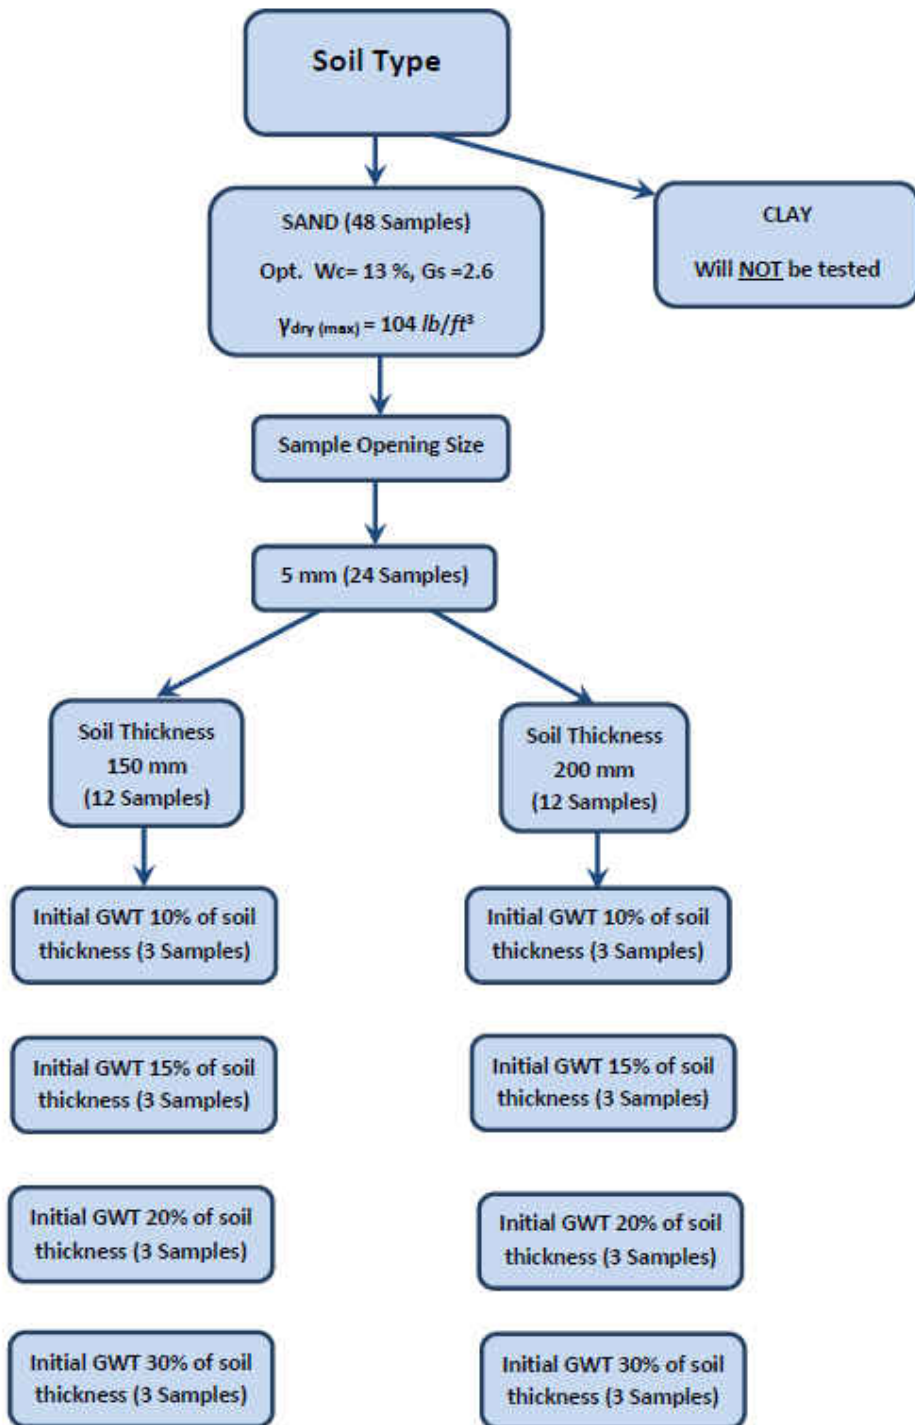 Soil Type
SAND (48 Samples)
Opt. Wc= 13 %, Gs =2.6
γdry (max) = 104 lb/ft³
CLAY
Will NOT be tested
Sample Opening Size
5 mm (24 Samples)
Soil Thickness
150 mm
(12 Samples)
Soil Thickness
200 mm
(12 Samples)
Initial GWT 10% of soil
thickness (3 Samples)
Initial GWT 10% of soil
thickness (3 Samples)
Initial GWT 15% of soil
thickness (3 Samples)
Initial GWT 15% of soil
thickness (3 Samples)
Initial GWT 20% of soil
thickness (3 Samples)
Initial GWT 20% of soil
thickness (3 Samples)
Initial GWT 30% of soil
thickness (3 Samples)
Initial GWT 30% of soil
thickness (3 Samples)